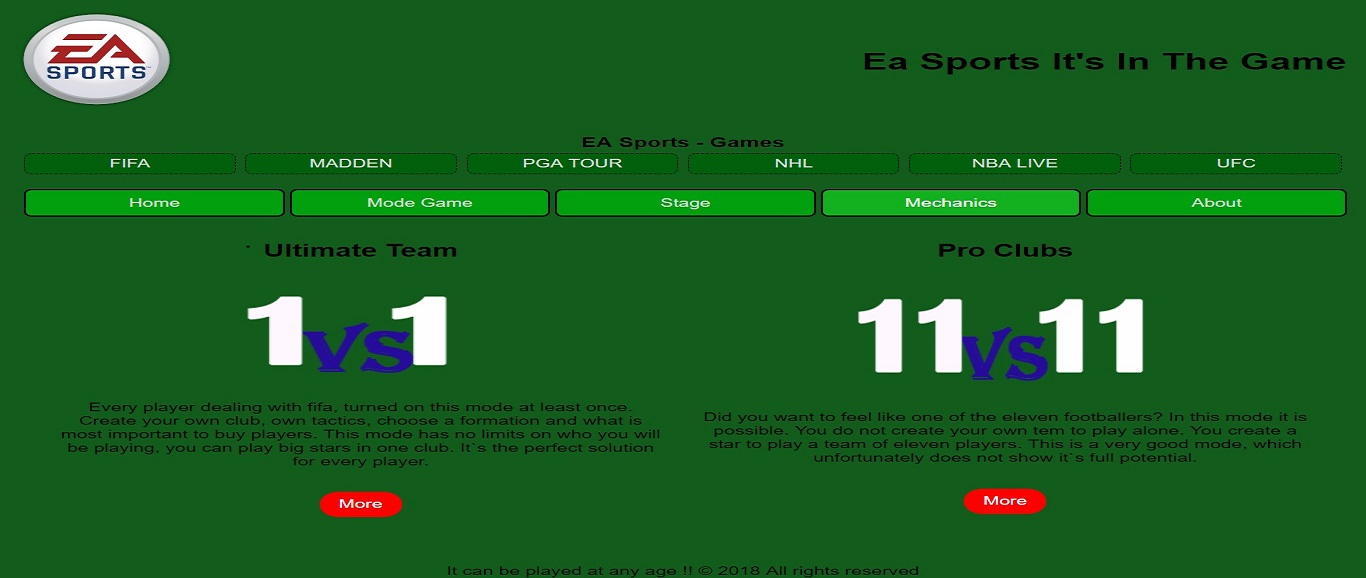 EA
SPORTS™
Ea Sports It's In The Game
EA Sports - Games
FIFA
MADDEN
PGA TOUR
NHL
NBA LIVE
UFC
Home
Mode Game
Stage
Mechanics
About
Ultimate Team
1vs1
Every player dealing with fifa, turned on this mode at least once.
Create your own club, own tactics, choose a formation and what is
most important to buy players. This mode has no limits on who you will
be playing, you can play big stars in one club. It`s the perfect solution
for every player.
More
Pro Clubs
11vs11
Did you want to feel like one of the eleven footballers? In this mode it is
possible. You do not create your own tem to play alone. You create a
star to play a team of eleven players. This is a very good mode, which
unfortunately does not show it`s full potential.
More
It can be played at any age !! © 2018 All rights reserved